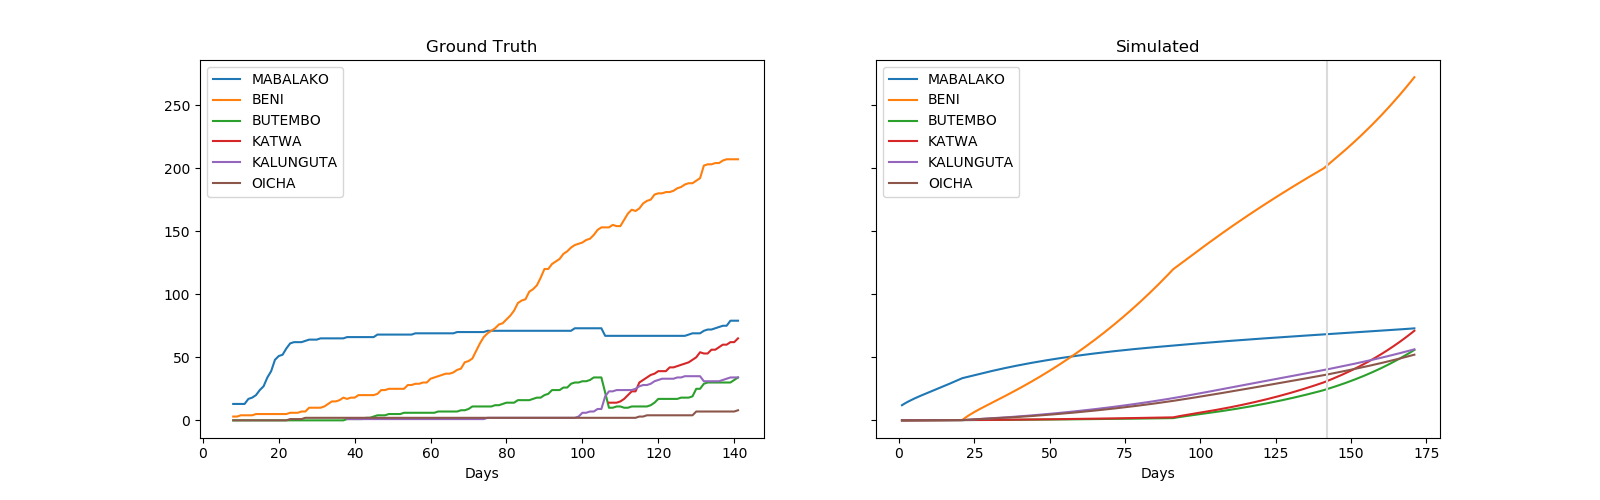 Ground Truth
MABALAKO
BENI
BUTEMBO
KATWA
KALUNGUTA
OICHA
250
200
150
100
50
0
0 20 40 60 80 100 120 140
Days
Simulated
MABALAKO
BENI
BUTEMBO
KATWA
KALUNGUTA
OICHA
0 25 50 75 100 125 150 175
Days